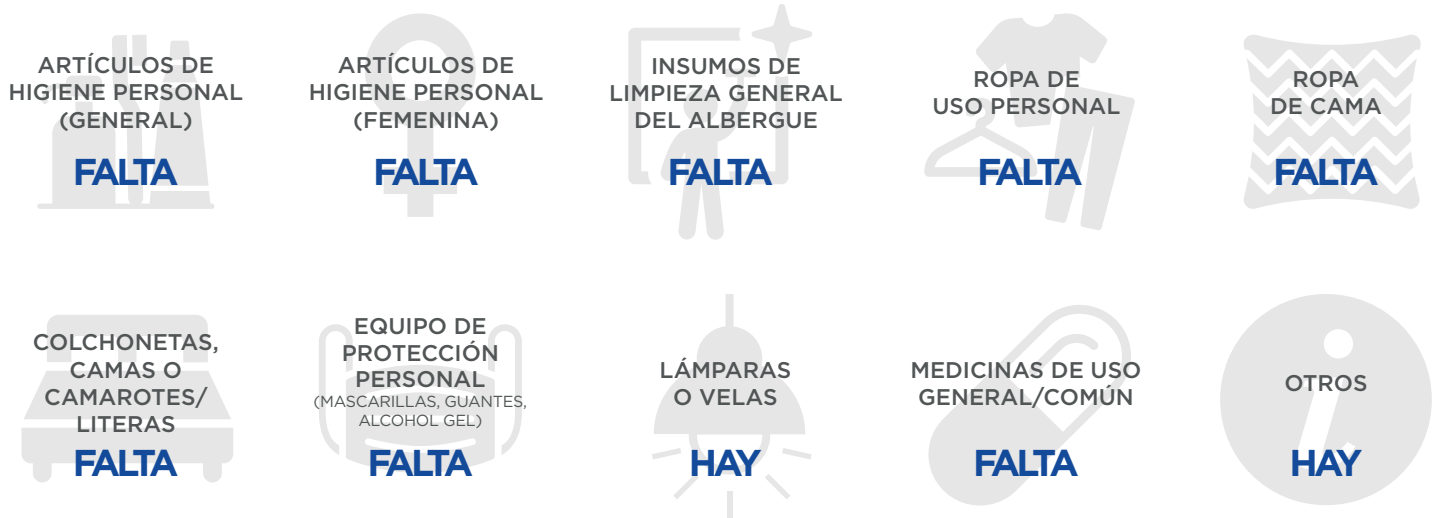 ARTÍCULOS DE
HIGIENE PERSONAL
(GENERAL)
FALTA
ARTÍCULOS DE
HIGIENE PERSONAL
(FEMENINA)
FALTA
INSUMOS DE
LIMPIEZA GENERAL
DEL ALBERGUE
FALTA
ROPA DE
USO PERSONAL
FALTA
ROPA
DE CAMA
FALTA
COLCHONETAS,
CAMAS O
CAMAROTES/
LITERAS
FALTA
EQUIPO DE
PROTECCIÓN
PERSONAL
(MASCARILLAS, GUANTES,
ALCOHOL GEL)
FALTA
LÁMPARAS
O VELAS
HAY
MEDICINAS DE USO
GENERAL/COMÚN
FALTA
OTROS
HAY